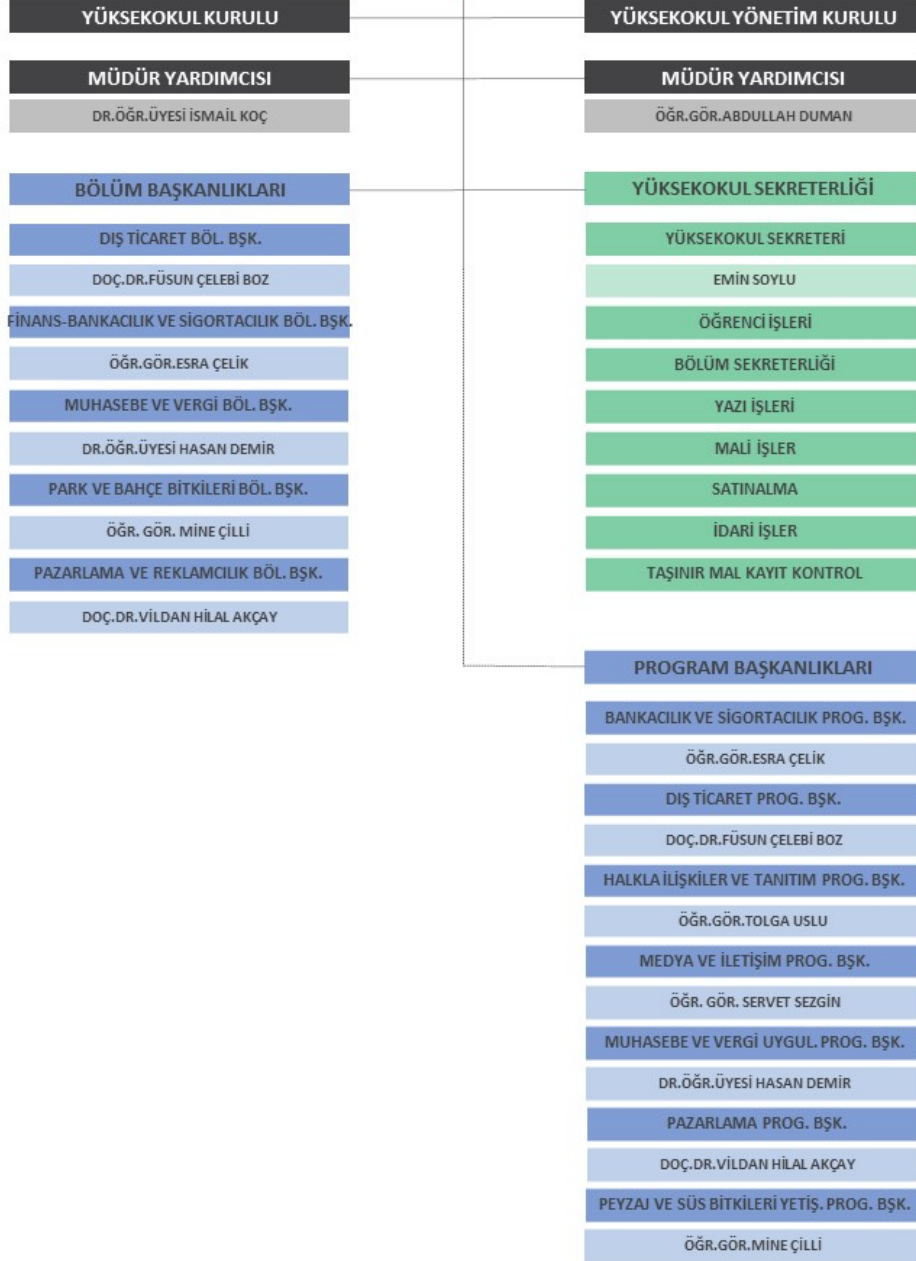 YÜKSEKOKUL KURULU
YÜKSEKOKUL YÖNETİM KURULU
MÜDÜR YARDIMCISI
DR.ÖĞR.ÜYESİ İSMAİL KOÇ
MÜDÜR YARDIMCISI
ÖĞR.GÖR.ABDULLAH DUMAN
BÖLÜM BAŞKANLIKLARI
DIŞ TİCARET BÖL. BŞK.
DOÇ.DR.FÜSUN ÇELEBİ BOZ
FİNANS-BANKACILIK VE SİGORTACILIK BÖL. BŞK.
ÖĞR.GÖR.ESRA ÇELİK
MUHASEBE VE VERGİ BÖL. BŞK.
DR.ÖĞR.ÜYESİ HASAN DEMİR
PARK VE BAHÇE BİTKİLERİ BÖL. BŞK.
ÖĞR. GÖR. MİNE ÇİLLİ
PAZARLAMA VE REKLAMCILIK BÖL. BŞK.
DOÇ.DR.VİLDAN HİLAL AKÇAY
YÜKSEKOKUL SEKRETERLİĞİ
YÜKSEKOKUL SEKRETERİ
EMİN SOYLU
ÖĞRENCİ İŞLERİ
BÖLÜM SEKRETERLİĞİ
YAZI İŞLERİ
MALİ İŞLER
SATINALMA
İDARİ İŞLER
TAŞINIR MAL KAYIT KONTROL
PROGRAM BAŞKANLIKLARI
BANKACILIK VE SİGORTACILIK PROG. BŞK.
ÖĞR.GÖR.ESRA ÇELİK
DIŞ TİCARET PROG. BŞK.
DOÇ.DR.FÜSUN ÇELEBİ BOZ
HALKLA İLİŞKİLER VE TANITIM PROG. BŞK.
ÖĞR.GÖR.TOLGA USLU
MEDYA VE İLETİŞİM PROG. BŞK.
ÖĞR. GÖR. SERVET SEZGİN
MUHASEBE VE VERGİ UYGUL. PROG. BŞK.
DR.ÖĞR.ÜYESİ HASAN DEMİR
PAZARLAMA PROG. BŞK.
DOÇ.DR.VİLDAN HİLAL AKÇAY
PEYZAJ VE SÜS BİTKİLERİ YETİŞ. PROG. BŞK.
ÖĞR.GÖR.MİNE ÇİLLİ